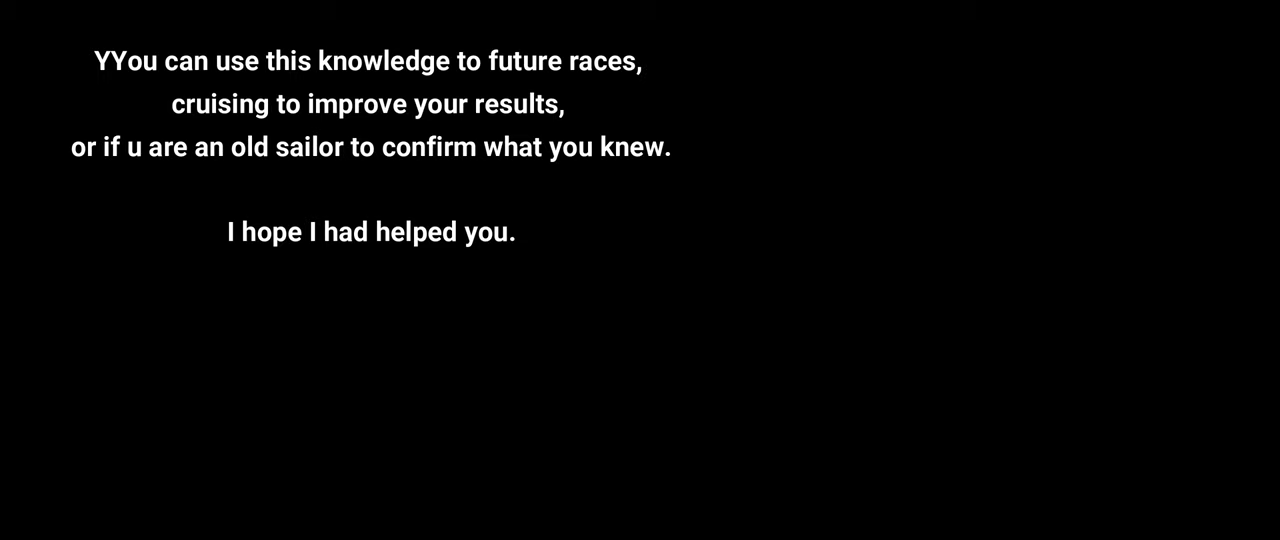 YYou can use this knowledge to future races,
cruising to improve your results,
or if u are an old sailor to confirm what you knew.
I hope I had helped you.